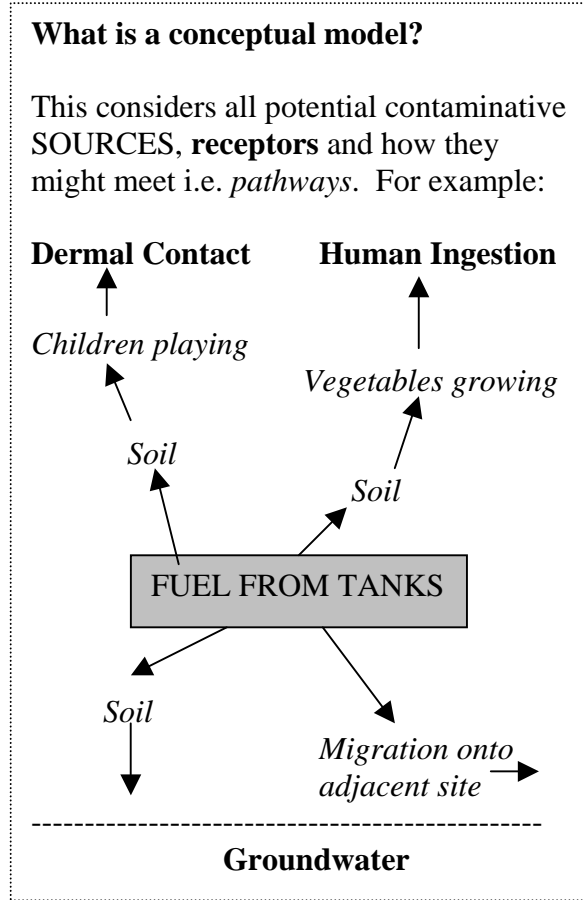 What is a conceptual model?
This considers all potential contaminative
SOURCES, receptors and how they
might meet i.e. pathways. For example:
Dermal Contact
Human Ingestion
Children playing
Vegetables growing
Soil
Soil
FUEL FROM TANKS
Soil
Migration onto
adjacent site
Groundwater